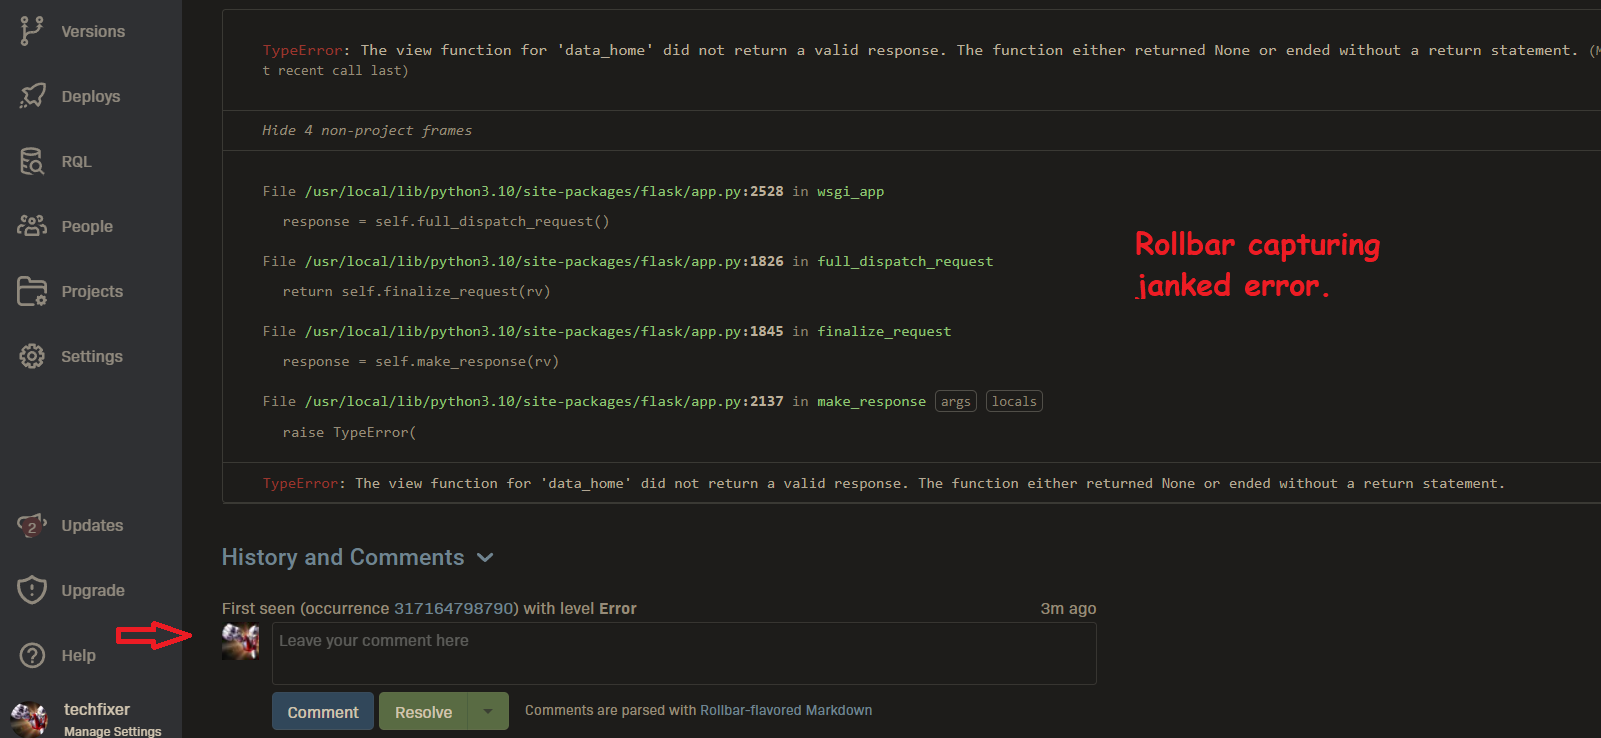 Versions
Deploys
RQL
People
Projects
Settings
Updates
2
Upgrade
Help
techfixer
Manage Settings
TypeError: The view function for 'data_home' did not return a valid response. The function either returned None or ended without a return statement. (M
t recent call last)
Hide 4 non-project frames
File /usr/local/lib/python3.10/site-packages/flask/app.py:2528 in wsgi_app
response = self.full_dispatch_request()
File /usr/local/lib/python3.10/site-packages/flask/app.py:1826 in full_dispatch_request
return self.finalize_request(rv)
File /usr/local/lib/python3.10/site-packages/flask/app.py:1845 in finalize_request
response = self.make_response(rv)
File /usr/local/lib/python3.10/site-packages/flask/app.py:2137 in make_response args locals
raise TypeError(
Rollbar capturing
janked error.
TypeError: The view function for 'data_home' did not return a valid response. The function either returned None or ended without a return statement.
History and Comments
First seen (occurrence 317164798790) with level Error 3m ago
Leave your comment here
Comment Resolve Comments are parsed with Rollbar-flavored Markdown